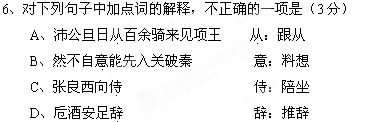 6、对下列句子中加点词的解释，不正确的一项是（3分）
A、沛公旦日从百余骑来见项王 从：跟从
B、然不自意能先入关破秦 意：料想
C、张良西向侍 侍：陪坐
D、卮酒安足辞 辞：推辞